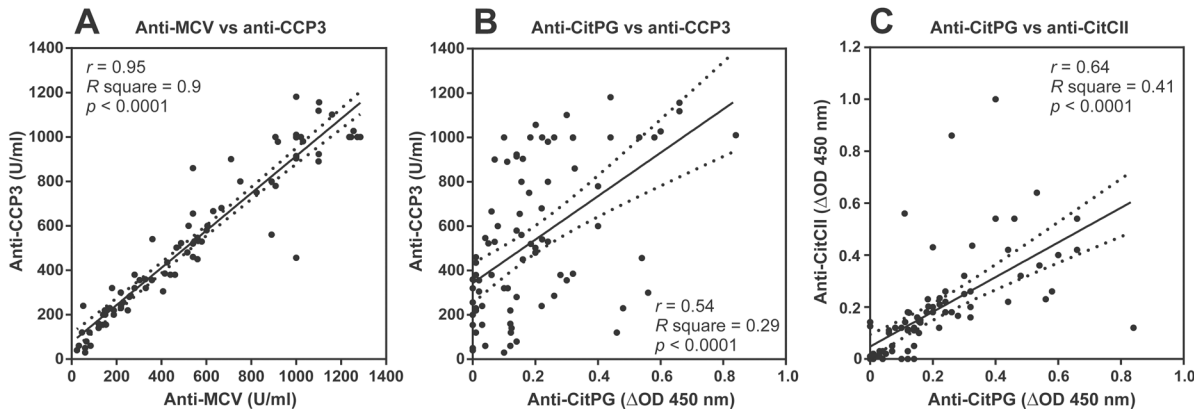 A
Anti-MCV vs anti-CCP3
r = 0.95
R square = 0.9
p < 0.0001
Anti-CCP3 (U/ml)
1400
1200
1000
800
600
400
200
0
0 200 400 600 800 1000 1200 1400
Anti-MCV (U/ml)
B
Anti-CitPG vs anti-CCP3
Anti-CCP3 (U/ml)
1400
1200
1000
800
600
400
200
0
r = 0.54
R square = 0.29
p < 0.0001
0 0.2 0.4 0.6 0.8 1.0
Anti-CitPG (ΔOD 450 nm)
C
Anti-CitPG vs anti-CitCII
r = 0.64
R square = 0.41
p < 0.0001
Anti-CitCII (ΔOD 450 nm)
1.2
1.0
0.8
0.6
0.4
0.2
0
0 0.2 0.4 0.6 0.8 1.0
Anti-CitPG (ΔOD 450 nm)